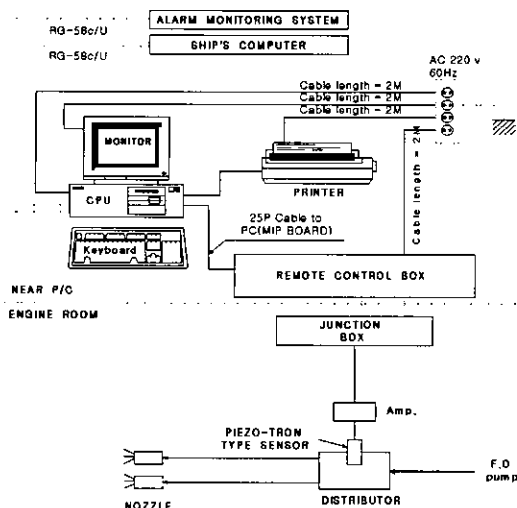 ALARM MONITORING SYSTEM
RG-58c/U
SHIP'S COMPUTER
RG-58c/U
AC 220 v
60Hz
Cable length = 2M
Cable length = 2M
Cable length = 2M
Cable length = 2M
MONITOR
CPU
PRINTER
25P Cable to
PC(MIP BOARD)
Keyboard
REMOTE CONTROL BOX
NEAR P/C
ENGINE ROOM
JUNCTION
BOX
Amp.
PIEZO-TRON
TYPE SENSOR
F.O
pump
NOZZLE
DISTRIBUTOR